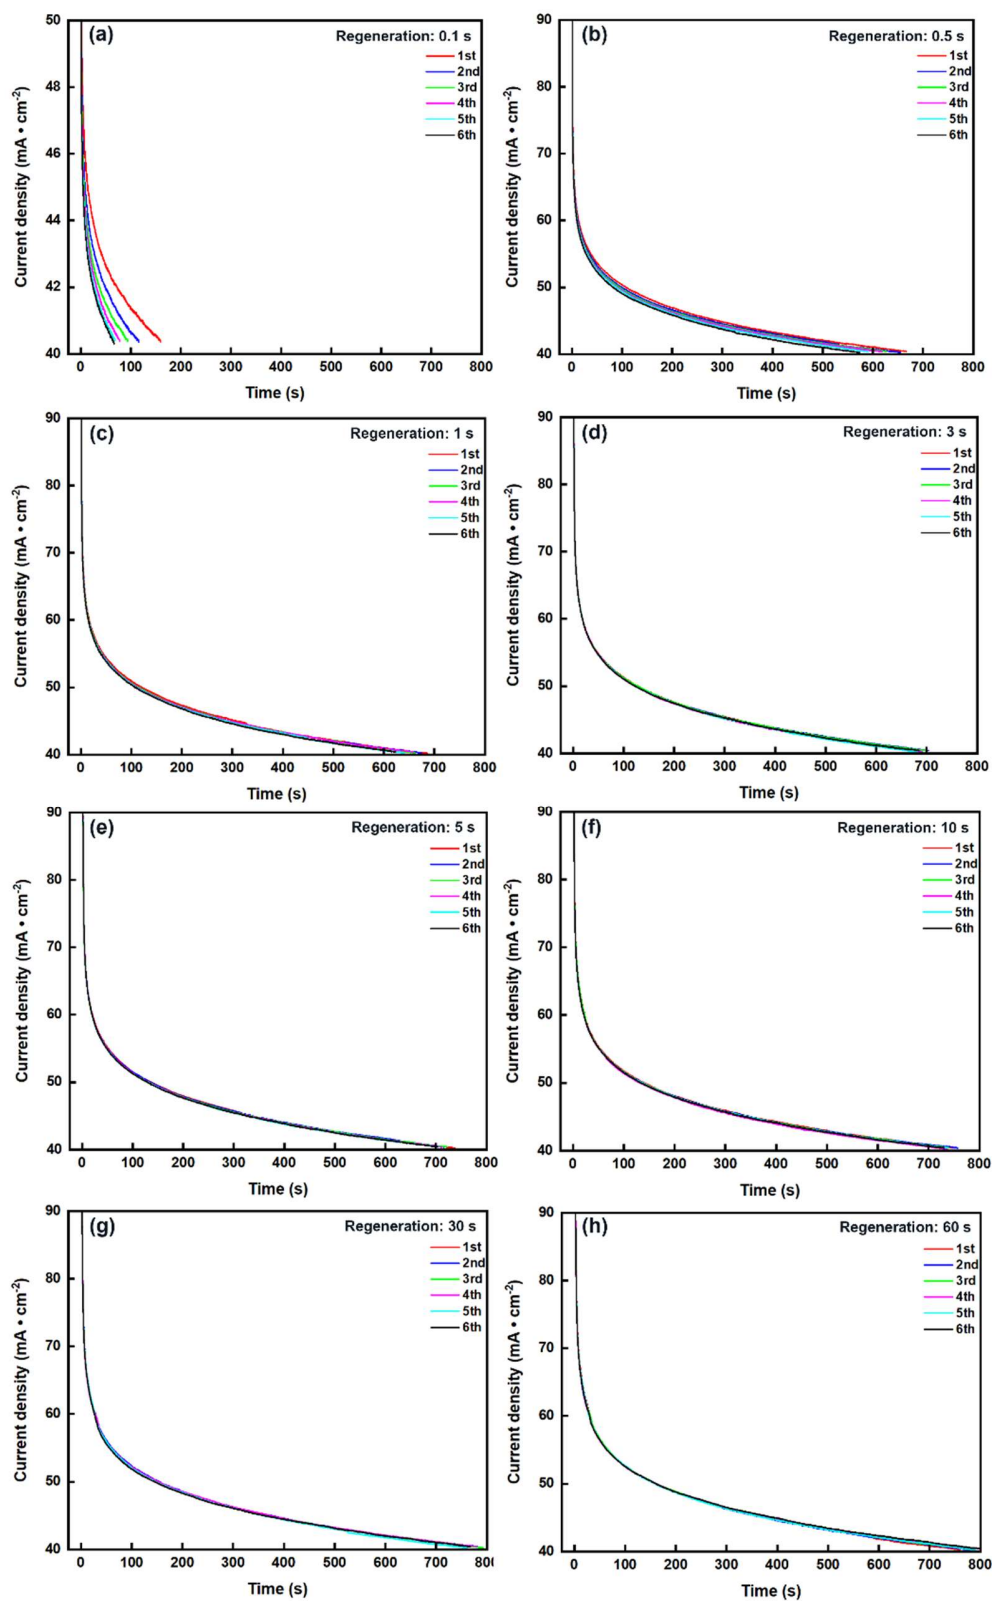 (a) Regeneration: 0.1 s
1st
2nd
3rd
4th
5th
6th
Current density (mA • cm⁻²)
50
48
46
44
42
40
0 100 200 300 400 500 600 700 800
Time (s)
(b) Regeneration: 0.5 s
1st
2nd
3rd
4th
5th
6th
Current density (mA • cm⁻²)
90
80
70
60
50
40
0 100 200 300 400 500 600 700 800
Time (s)
(c) Regeneration: 1 s
1st
2nd
3rd
4th
5th
6th
Current density (mA • cm⁻²)
90
80
70
60
50
40
0 100 200 300 400 500 600 700 800
Time (s)
(d) Regeneration: 3 s
1st
2nd
3rd
4th
5th
6th
Current density (mA • cm⁻²)
90
80
70
60
50
40
0 100 200 300 400 500 600 700 800
Time (s)
(e) Regeneration: 5 s
1st
2nd
3rd
4th
5th
6th
Current density (mA • cm⁻²)
90
80
70
60
50
40
0 100 200 300 400 500 600 700 800
Time (s)
(f) Regeneration: 10 s
1st
2nd
3rd
4th
5th
6th
Current density (mA • cm⁻²)
90
80
70
60
50
40
0 100 200 300 400 500 600 700 800
Time (s)
(g) Regeneration: 30 s
1st
2nd
3rd
4th
5th
6th
Current density (mA • cm⁻²)
90
80
70
60
50
40
0 100 200 300 400 500 600 700 800
Time (s)
(h) Regeneration: 60 s
1st
2nd
3rd
4th
5th
6th
Current density (mA • cm⁻²)
90
80
70
60
50
40
0 100 200 300 400 500 600 700 800
Time (s)